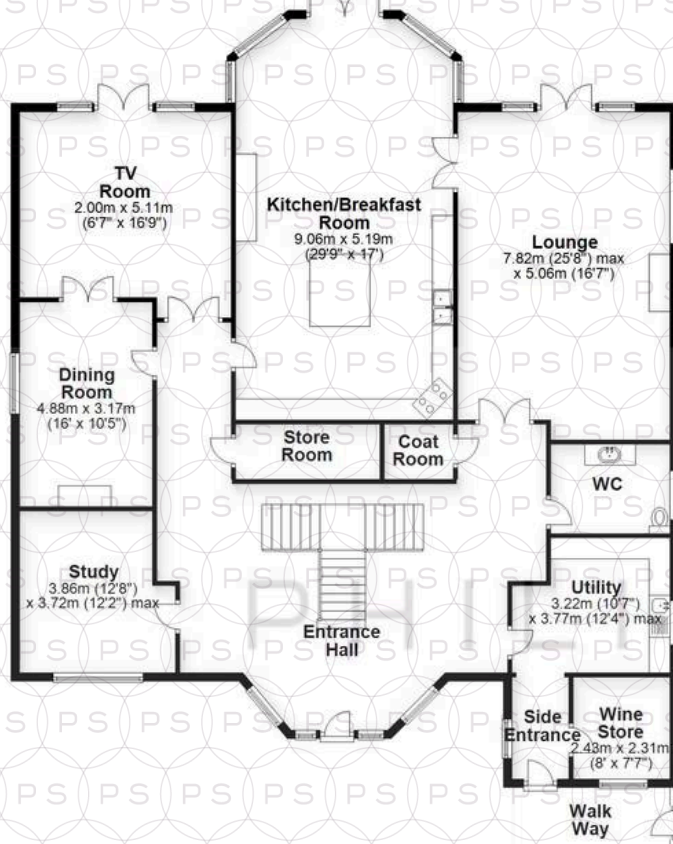 TV
Room
2.00m x 5.11m
(6'7" x 16'9")
Kitchen/Breakfast
Room
9.06m x 5.19m
(29'9" x 17')
Lounge
7.82m (25'8") max
x 5.06m (16'7")
Dining
Room
4.88m x 3.17m
(16' x 10'5")
Store
Room
Coat
Room
WC
Study
3.86m (12'8")
x 3.72m (12'2") max
Utility
3.22m (10'7")
x 3.77m (12'4") max
Entrance
Hall
Side
Entrance
Wine
Store
2.43m x 2.31m
(8' x 7'7")
Walk
Way
PS